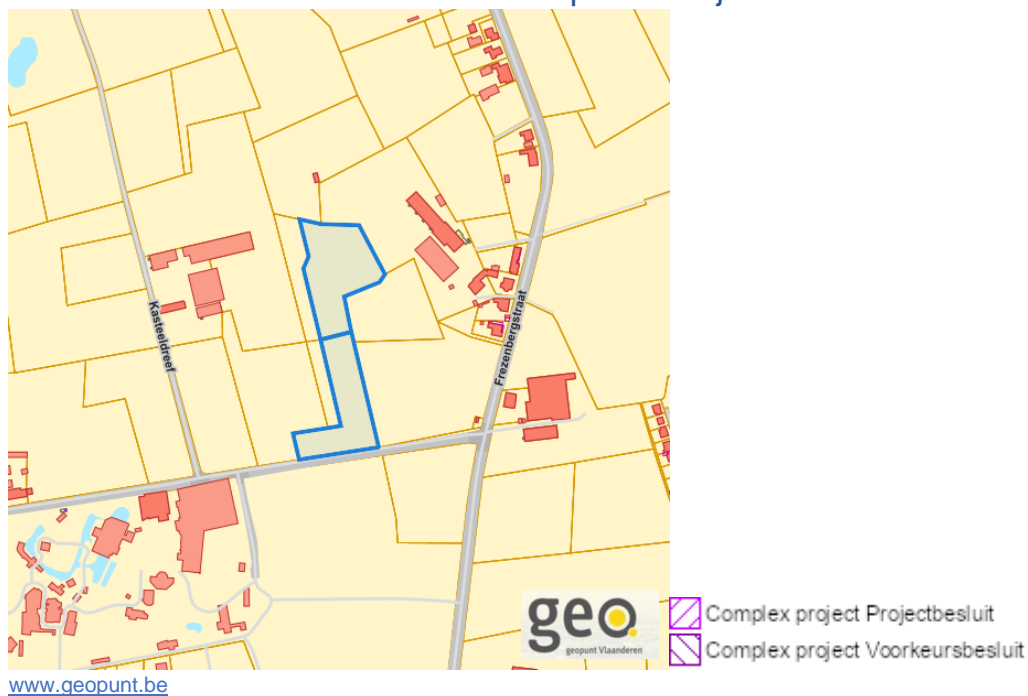 Kasteeldreef
Frezenbergstraat
geo.
geopunt Vlaanderen
Complex project Projectbesluit
Complex project Voorkeursbesluit
www.geopunt.be